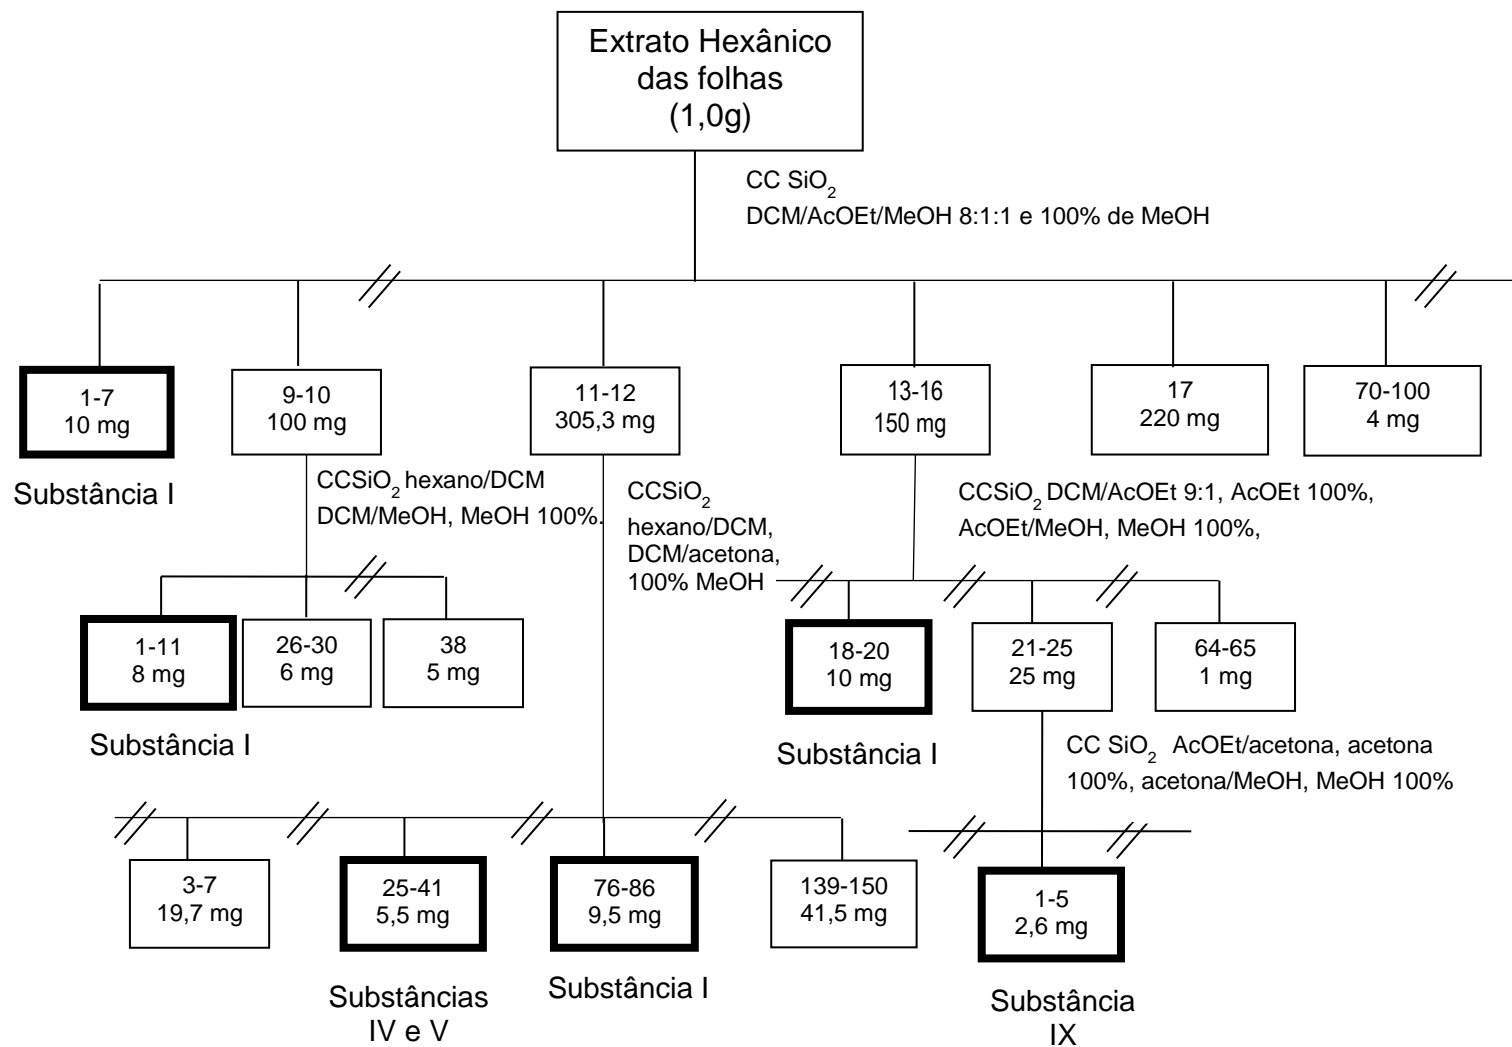 Extrato Hexânico
das folhas
(1,0g)
CC SiO2
DCM/AcOEt/MeOH 8:1:1 e 100% de MeOH
1-7
10 mg
Substância I
9-10
100 mg
11-12
305,3 mg
13-16
150 mg
17
220 mg
70-100
4 mg
CCSiO2 hexano/DCM
DCM/MeOH, MeOH 100%.
CCSiO2
hexano/DCM,
DCM/acetona,
100% MeOH
CCSiO2 DCM/AcOEt 9:1, AcOEt 100%,
AcOEt/MeOH, MeOH 100%,
1-11
8 mg
Substância I
26-30
6 mg
38
5 mg
18-20
10 mg
Substância I
21-25
25 mg
64-65
1 mg
CC SiO2 AcOEt/acetona, acetona
100%, acetona/MeOH, MeOH 100%
3-7
19,7 mg
25-41
5,5 mg
Substâncias
IV e V
76-86
9,5 mg
Substância I
139-150
41,5 mg
1-5
2,6 mg
Substância
IX